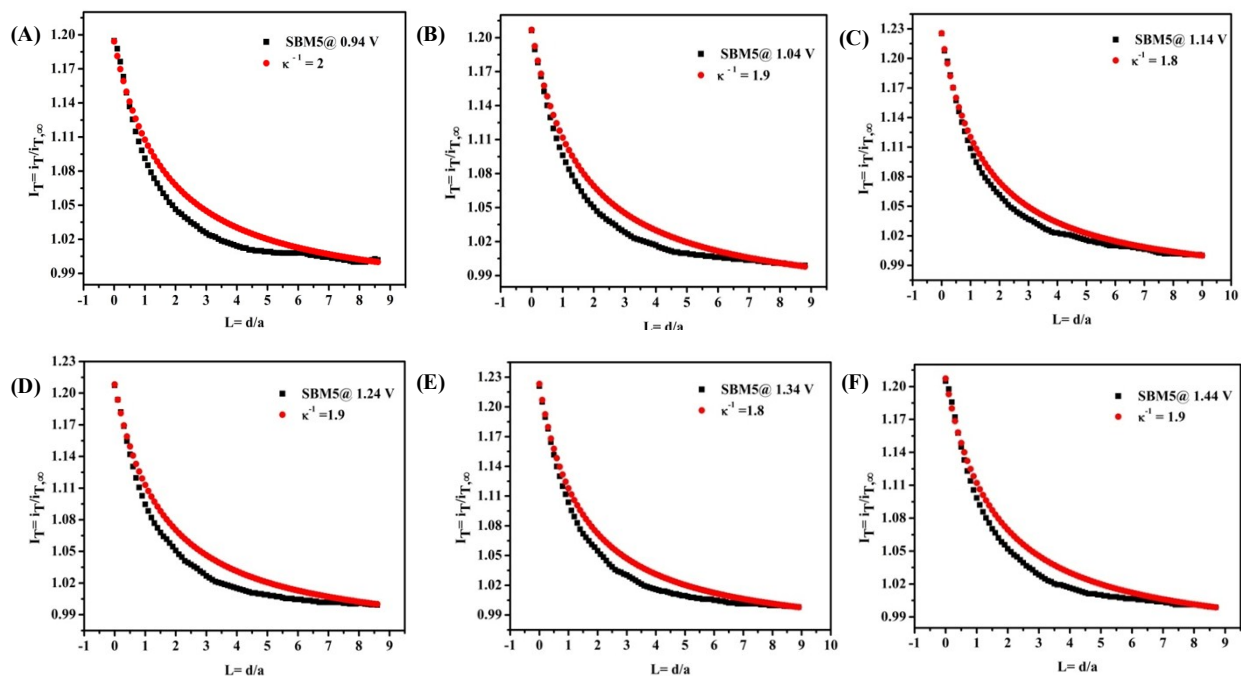 (A)
1.20
1.17
1.14
1.11
1.08
1.05
1.02
0.99
I_T= i_T/i_T,∞
SBM5@ 0.94 V
κ^-1 = 2
-1 0 1 2 3 4 5 6 7 8 9
L= d/a
(B)
1.20
1.17
1.14
1.11
1.08
1.05
1.02
0.99
I_T= i_T/i_T,∞
SBM5@ 1.04 V
κ^-1 = 1.9
-1 0 1 2 3 4 5 6 7 8 9
L= d/a
(C)
1.23
1.20
1.17
1.14
1.11
1.08
1.05
1.02
0.99
I_T= i_T/i_T,∞
SBM5@ 1.14 V
κ^-1 = 1.8
-1 0 1 2 3 4 5 6 7 8 9 10
L= d/a
(D)
1.23
1.20
1.17
1.14
1.11
1.08
1.05
1.02
0.99
I_T= i_T/i_T,∞
SBM5@ 1.24 V
κ^-1 =1.9
-1 0 1 2 3 4 5 6 7 8 9
L= d/a
(E)
1.23
1.20
1.17
1.14
1.11
1.08
1.05
1.02
0.99
I_T= i_T/i_T,∞
SBM5@ 1.34 V
κ^-1 =1.8
-1 0 1 2 3 4 5 6 7 8 9 10
L= d/a
(F)
1.20
1.17
1.14
1.11
1.08
1.05
1.02
0.99
I_T= i_T/i_T,∞
SBM5@ 1.44 V
κ^-1 = 1.9
-1 0 1 2 3 4 5 6 7 8 9
L= d/a